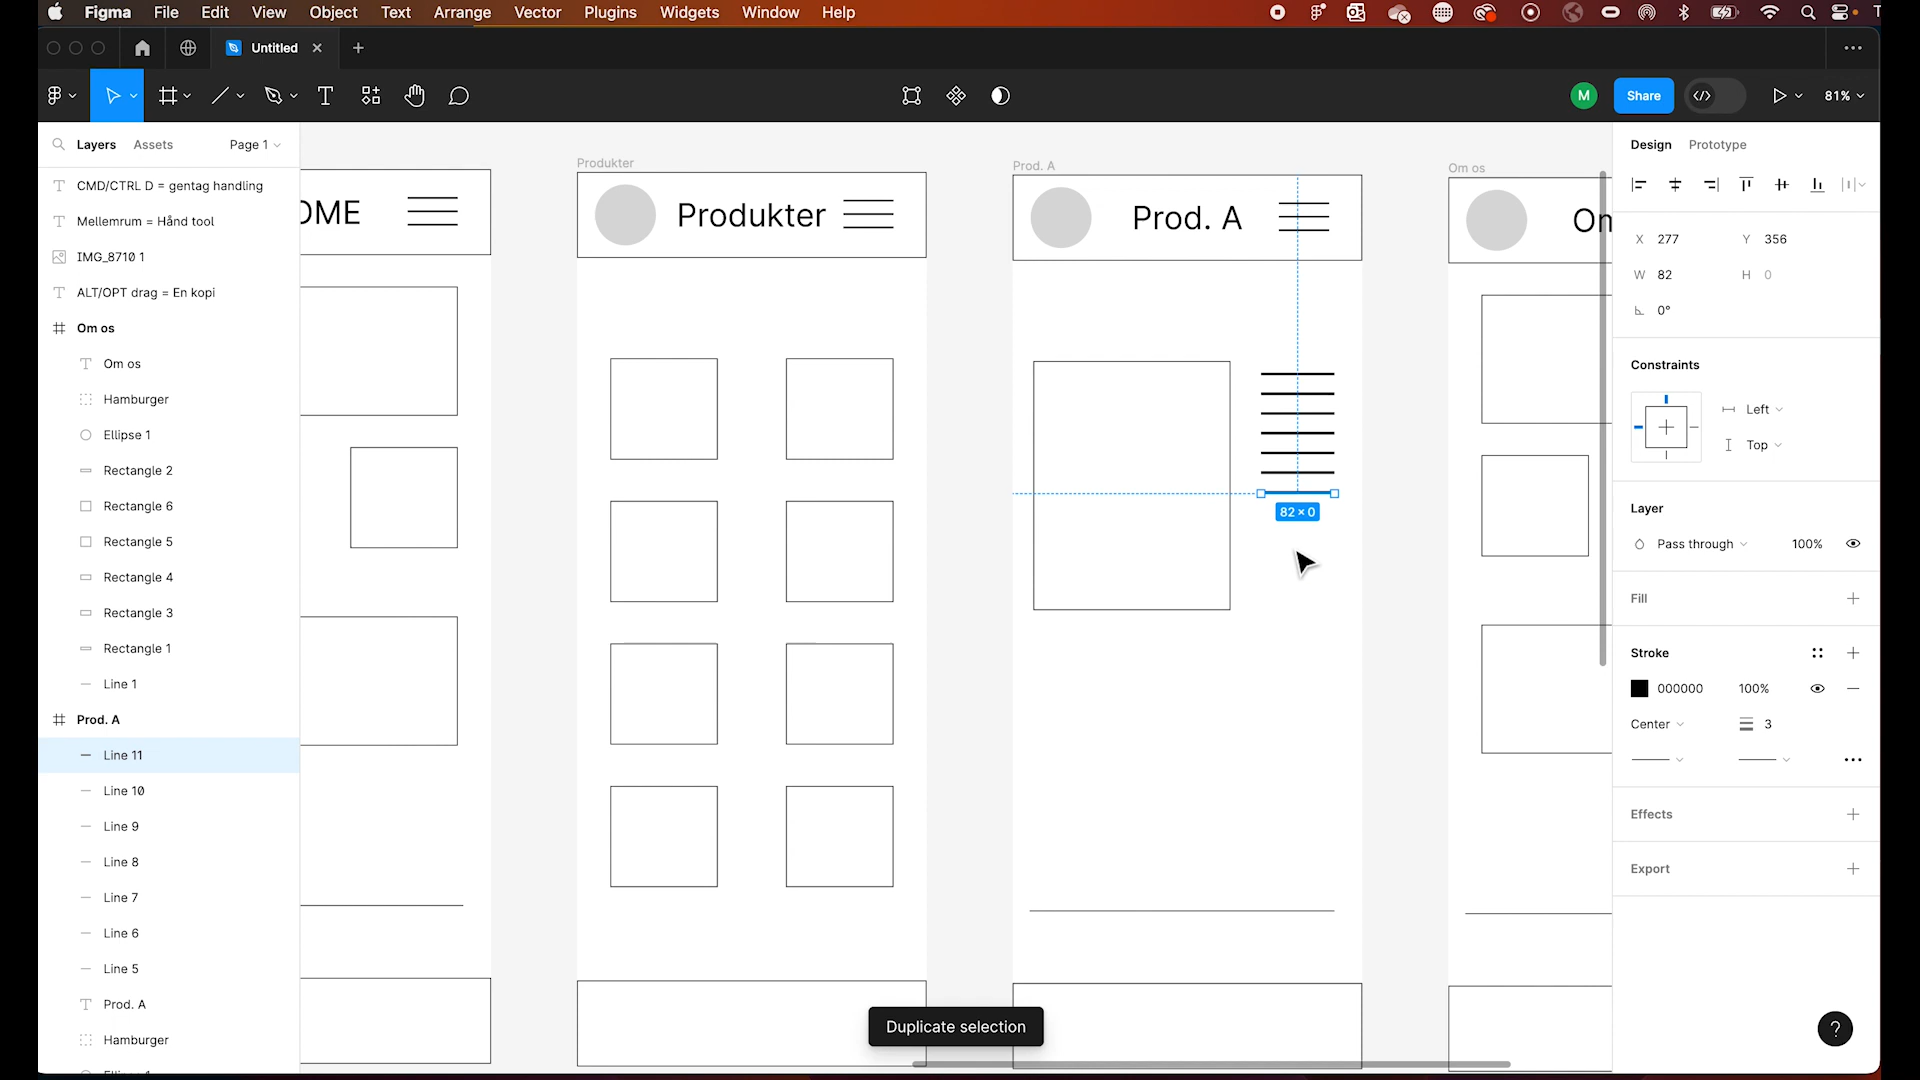 Figma File Edit View Object Text Arrange Vector Plugins Widgets Window Help
Untitled
M Share 81%
Layers Assets Page 1
CMD/CTRL D = gentag handling
Mellemrum = Hånd tool
IMG_8710 1
ALT/OPT drag = En kopi
Om os
Om os
Hamburger
Ellipse 1
Rectangle 2
Rectangle 6
Rectangle 5
Rectangle 4
Rectangle 3
Rectangle 1
Line 1
Prod. A
Line 11
Line 10
Line 9
Line 8
Line 7
Line 6
Line 5
Prod. A
Hamburger
OME
Produkter
Produkter
Prod. A
Prod. A
82 × 0
Om os
Om
Duplicate selection
Design Prototype
X 277 Y 356
W 82 H 0
0°
Constraints
Left
Top
Layer
Pass through 100%
Fill
Stroke
000000 100%
Center 3
Effects
Export
?